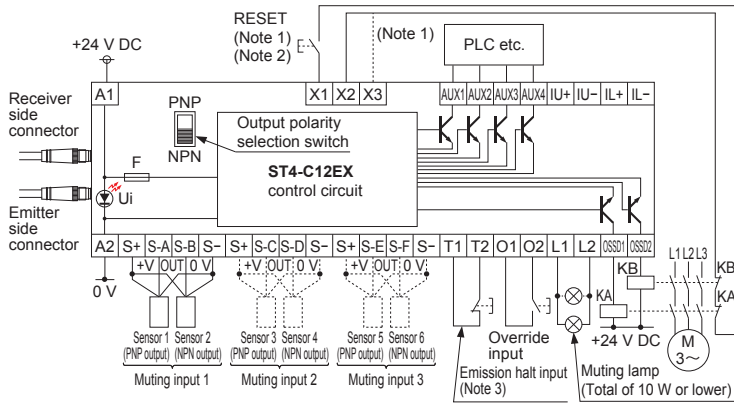 RESET
(Note 1)
(Note 2)
(Note 1)
PLC etc.
+24 V DC
A1 X1 X2 X3 AUX1 AUX2 AUX3 AUX4 IU+ IU− IL+ IL−
Receiver
side
connector
PNP
NPN
Output polarity
selection switch
F
ST4-C12EX
control circuit
Ui
Emitter
side
connector
A2 S+ S-A S-B S− S+ S-C S-D S− S+ S-E S-F S− T1 T2 O1 O2 L1 L2 OSSD1 OSSD2
0 V
+V OUT 0 V
+V OUT 0 V
+V OUT 0 V
L1 L2 L3
KB
KB
KA
KA
+24 V DC
M
3~
Sensor 1
(PNP output)
Sensor 2
(NPN output)
Muting input 1
Sensor 3
(PNP output)
Sensor 4
(NPN output)
Muting input 2
Sensor 5
(PNP output)
Sensor 6
(NPN output)
Muting input 3
Override
input
Emission halt input
(Note 3)
Muting lamp
(Total of 10 W or lower)